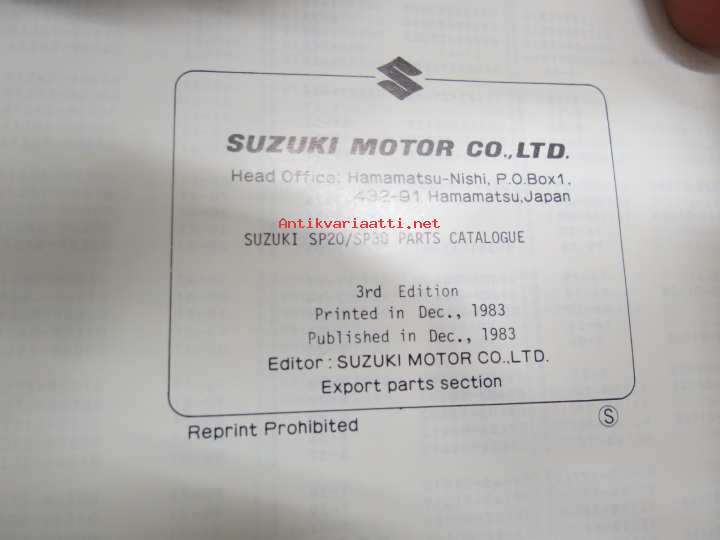 SUZUKI MOTOR CO.,LTD.
Head Office: Hamamatsu-Nishi, P.O.Box1,
432-91 Hamamatsu,Japan
Antikvariaatti.net
SUZUKI SP20/SP30 PARTS CATALOGUE
3rd Edition
Printed in Dec., 1983
Published in Dec., 1983
Editor : SUZUKI MOTOR CO.,LTD.
Export parts section
Reprint Prohibited
S